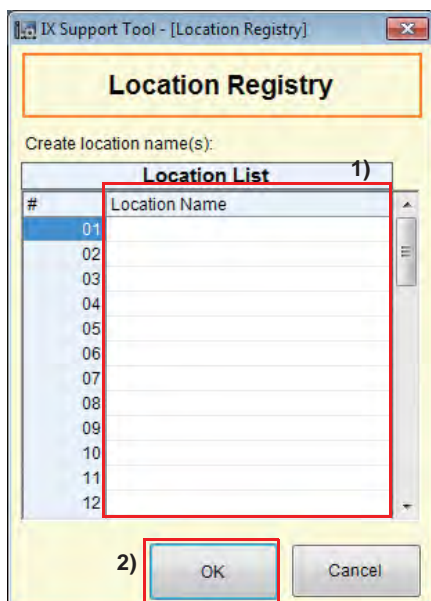 IX Support Tool - [Location Registry]
Location Registry
Create location name(s):
Location List 1)
# Location Name
01
02
03
04
05
06
07
08
09
10
11
12
2) OK Cancel